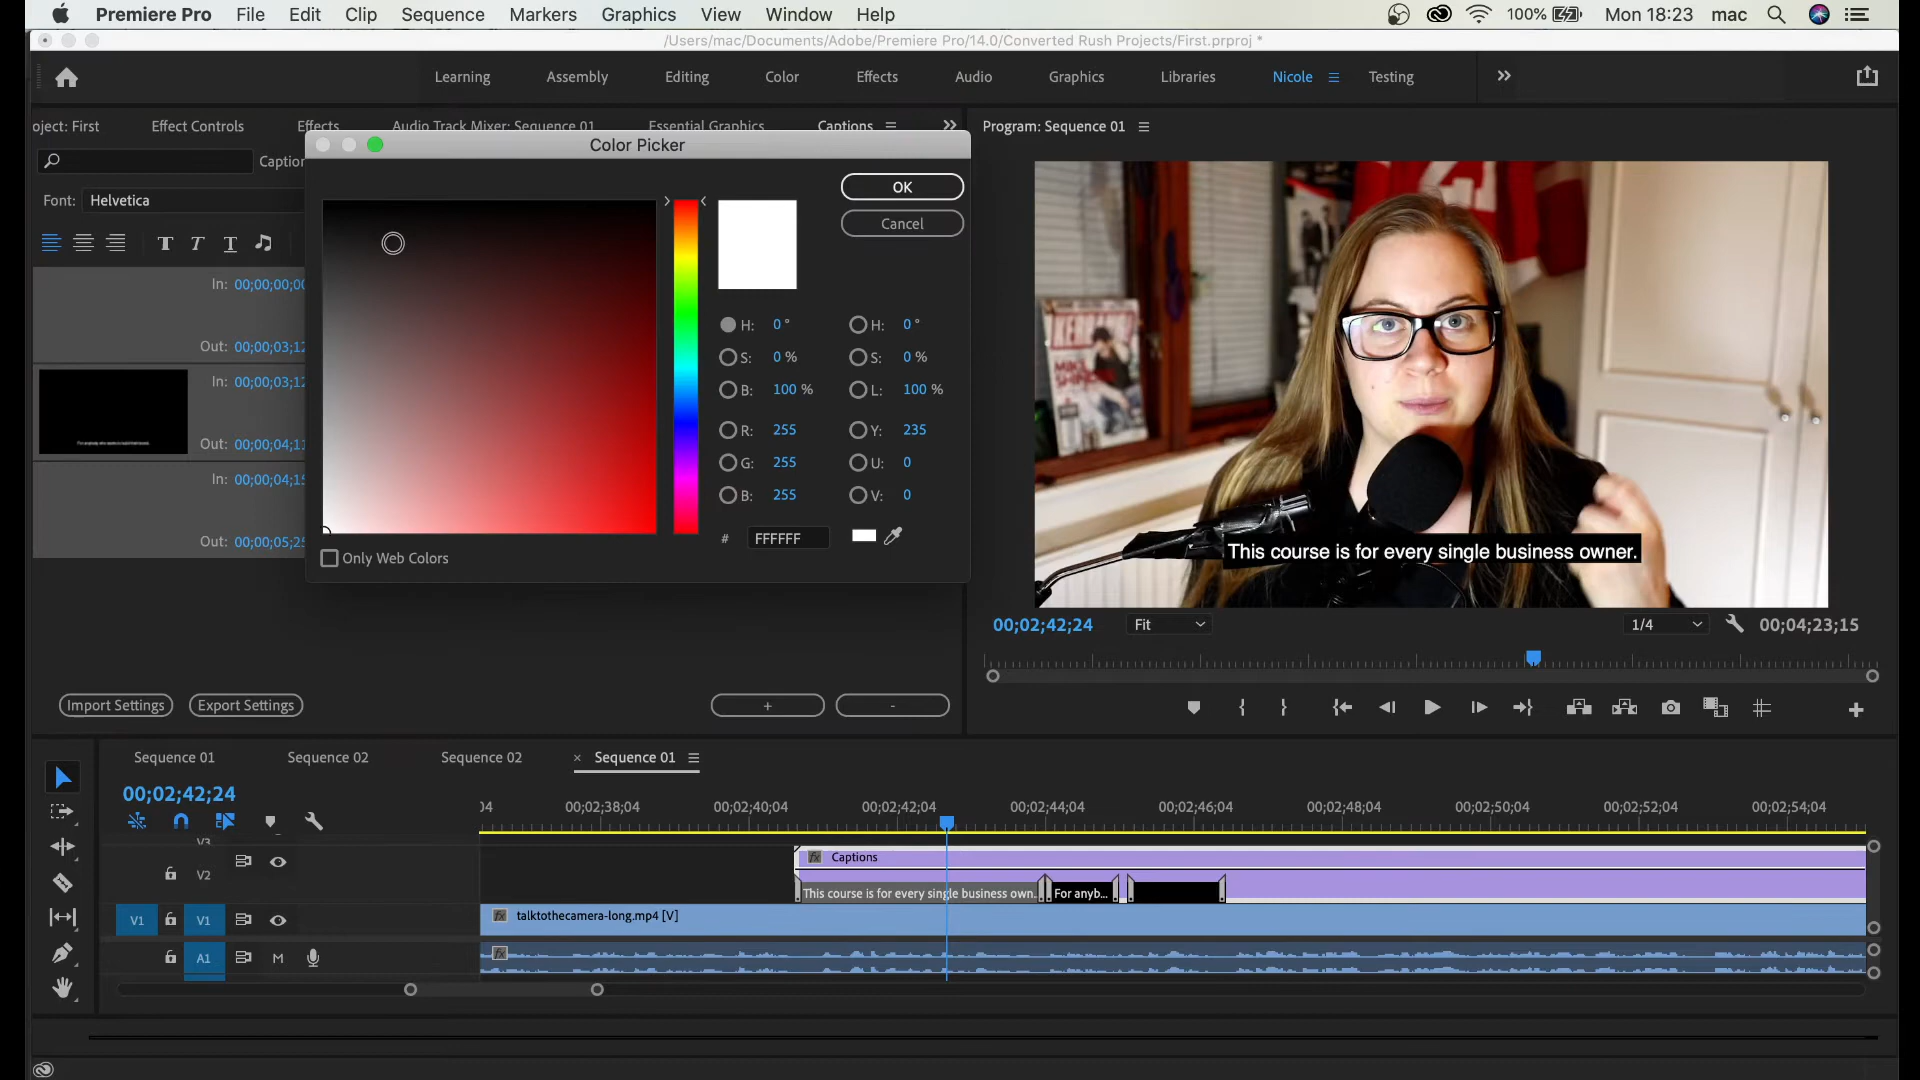 Premiere Pro File Edit Clip Sequence Markers Graphics View Window Help 100% Mon 18:23 mac
/Users/mac/Documents/Adobe/Premiere Pro/14.0/Converted Rush Projects/First.prproj *
Learning Assembly Editing Color Effects Audio Graphics Libraries Nicole Testing
oject: First Effect Controls Effects Audio Track Mixer: Sequence 01 Essential Graphics Captions
Program: Sequence 01
Color Picker
Captio
Font: Helvetica
OK
Cancel
In: 00;00;00;00
Out: 00;00;03;12
In: 00;00;03;12
Out: 00;00;04;11
In: 00;00;04;15
Out: 00;00;05;25
H: 0 ° H: 0 °
S: 0 % S: 0 %
B: 100 % L: 100 %
R: 255 Y: 235
G: 255 U: 0
B: 255 V: 0
# FFFFFF
Only Web Colors
KERRANG
This course is for every single business owner.
00;02;42;24 Fit 1/4 00;04;23;15
Import Settings Export Settings + -
Sequence 01 Sequence 02 Sequence 02 × Sequence 01
00;02;42;24
04 00;02;38;04 00;02;40;04 00;02;42;04 00;02;44;04 00;02;46;04 00;02;48;04 00;02;50;04 00;02;52;04 00;02;54;04
V3
fx Captions
V2
This course is for every single business own... For anyb...
V1 V1 fx talktothecamera-long.mp4 [V]
A1 M fx